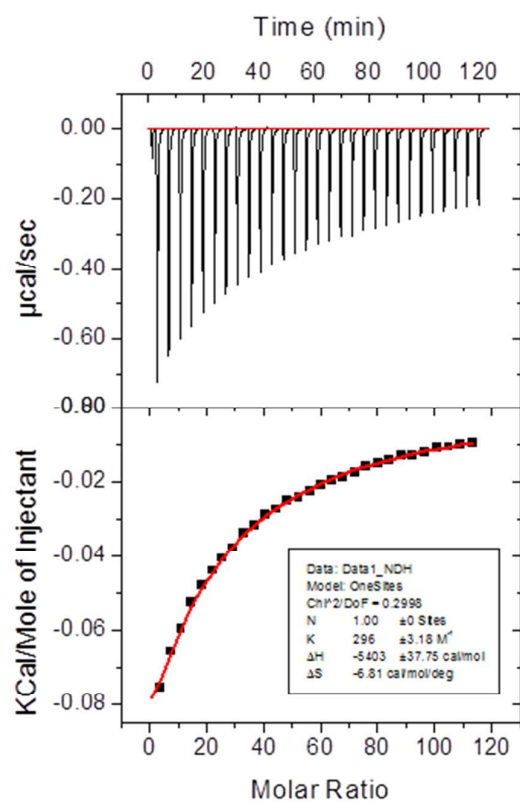 Time (min)
0 20 40 60 80 100 120
0.00
-0.20
-0.40
-0.60
-0.80
µcal/sec
-0.02
-0.04
-0.06
-0.08
KCal/Mole of Injectant
Data: Data1_NDH
Model: OneSites
Chi^2/DoF = 0.2998
N 1.00 ±0 Sites
K 296 ±3.18 M⁻¹
ΔH -5403 ±37.75 cal/mol
ΔS -6.81 cal/mol/deg
0 20 40 60 80 100 120
Molar Ratio